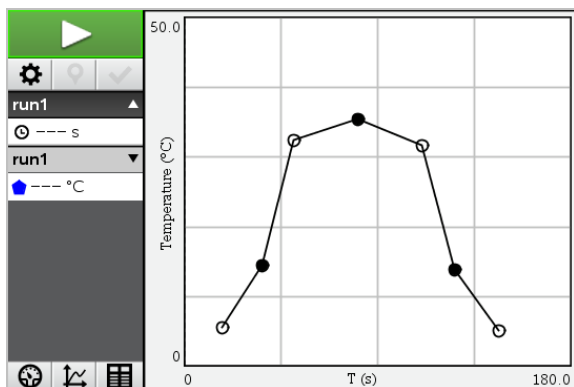 run1
--- s
run1
--- °C
50.0
Temperature (°C)
0
0
T (s)
180.0